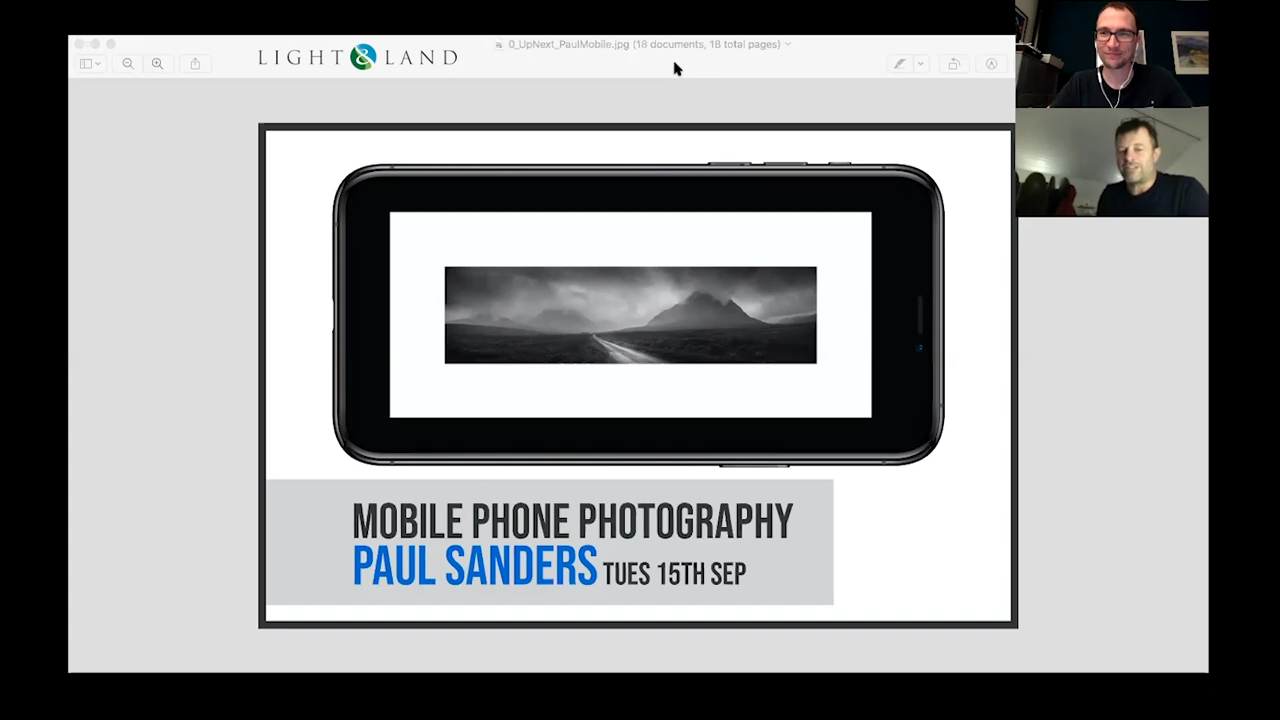 LIGHT & LAND
0_UpNext_PaulMobile.jpg (18 documents, 18 total pages)
MOBILE PHONE PHOTOGRAPHY
PAUL SANDERS TUES 15TH SEP